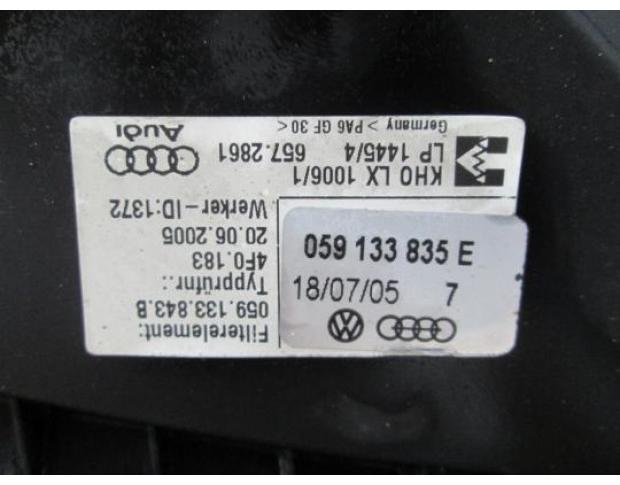 059 133 835 E
18/07/05 7
Filterelement:
059.133.843.B
Typprüfnr.:
4F0.183
20.06.2005
Werker-ID:1372
KHO LX 1006/1
LP 1445/4 657.2861
Germany > PA6 GF 30 <
Audi